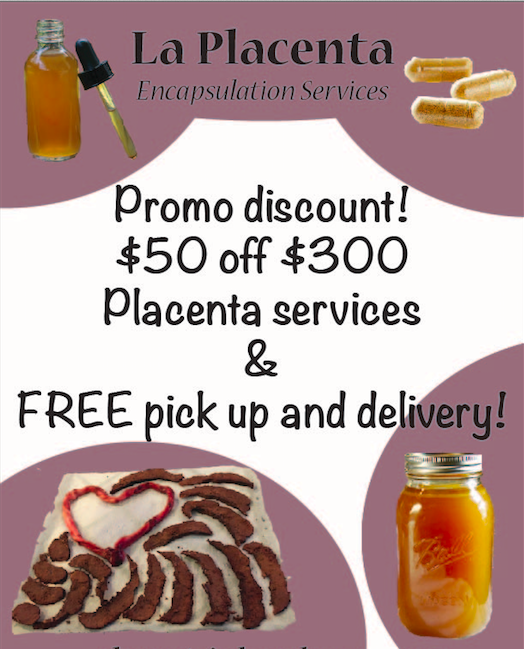 La Placenta
Encapsulation Services
Promo discount!
$50 off $300
Placenta services
&
FREE pick up and delivery!
Ball